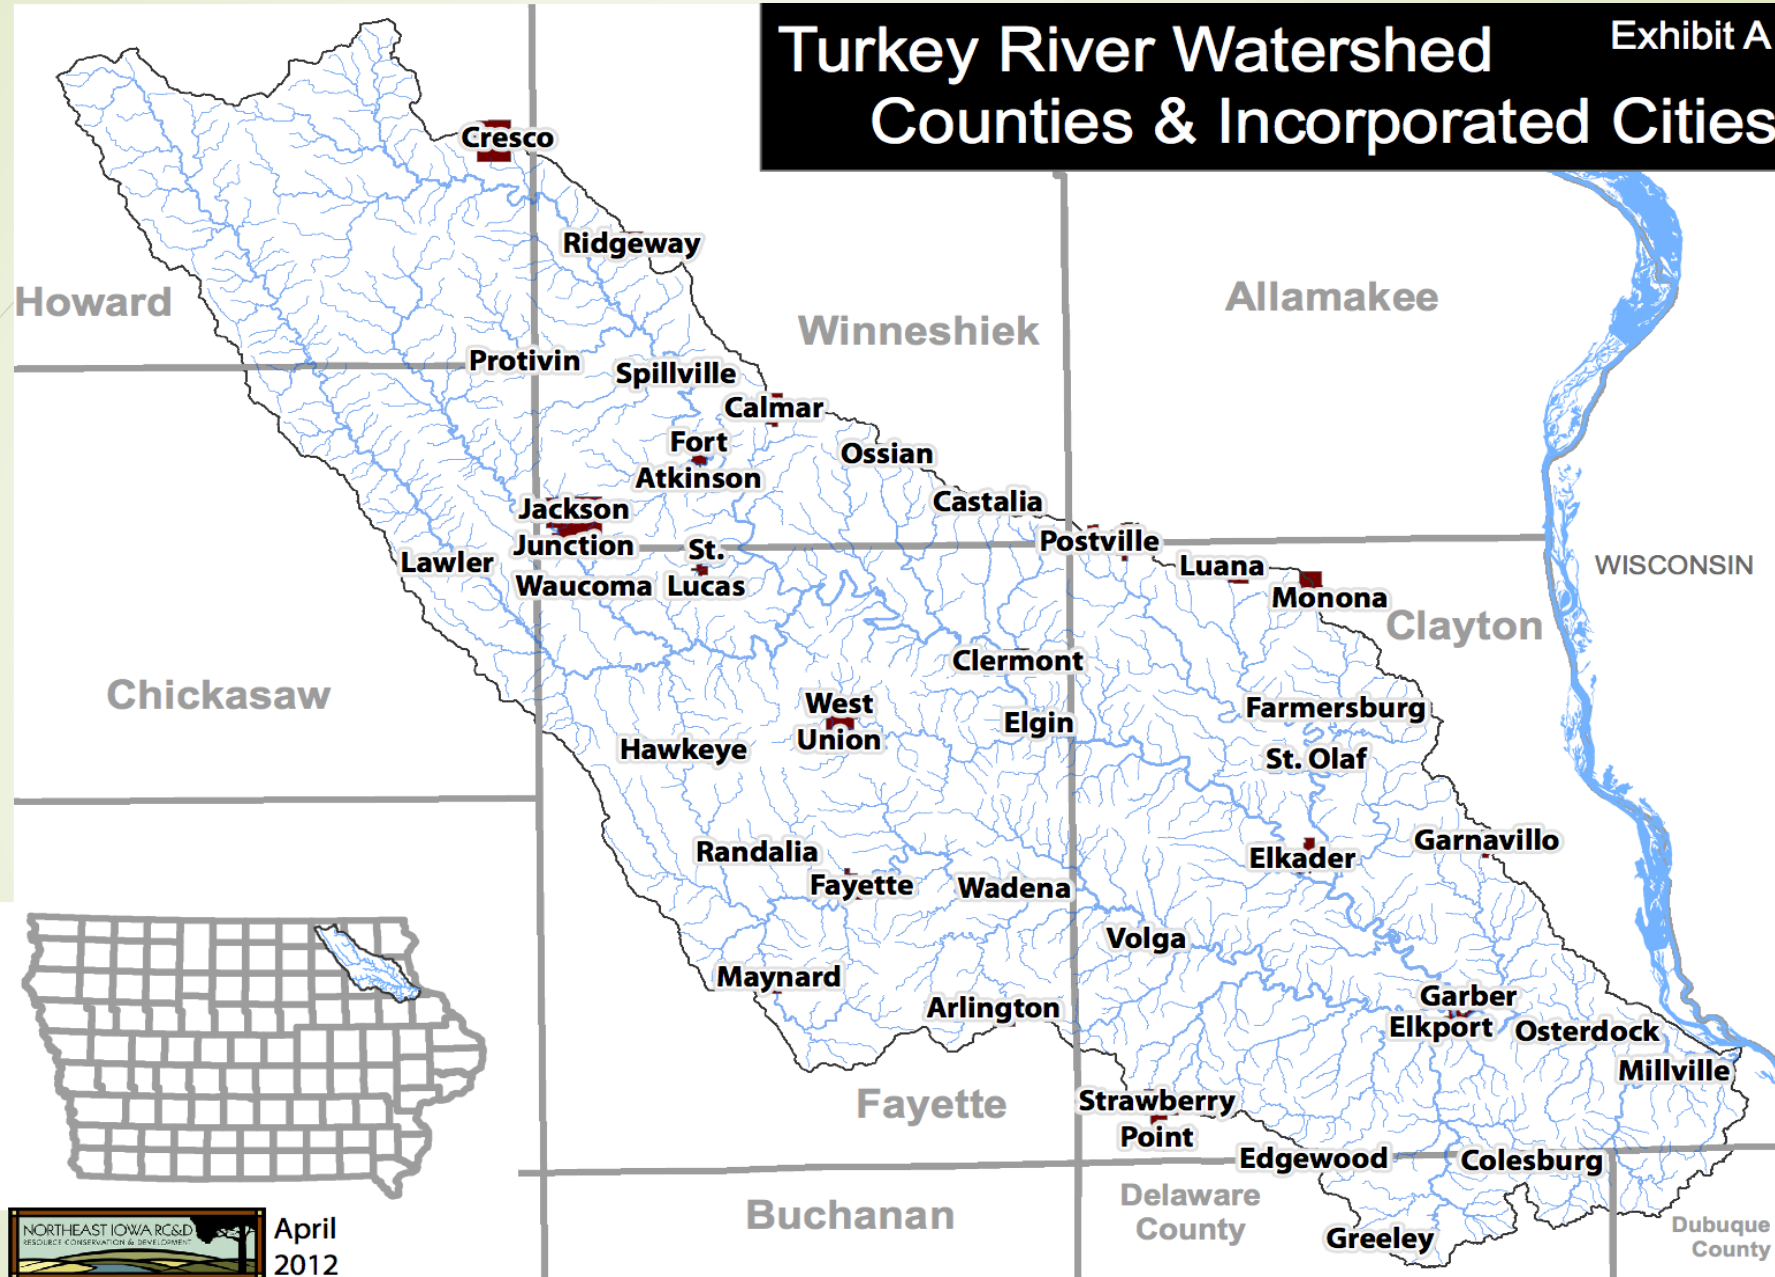 Turkey River Watershed
Exhibit A
Counties & Incorporated Cities
Cresco
Ridgeway
Howard
Allamakee
Winneshiek
Protivin
Spillville
Calmar
Fort
Atkinson
Ossian
Castalia
Jackson
Junction
Postville
St.
Lucas
Lawler
Waucoma
Luana
WISCONSIN
Monona
Clayton
Clermont
Chickasaw
West
Union
Elgin
Farmersburg
Hawkeye
St. Olaf
Randalia
Garnavillo
Elkader
Fayette
Wadena
Volga
Maynard
Arlington
Garber
Elkport
Osterdock
Millville
Fayette
Strawberry
Point
Edgewood
Colesburg
Buchanan
Delaware
County
Greeley
Dubuque
County
NORTHEAST IOWA RC&D
RESOURCE CONSERVATION & DEVELOPMENT
April
2012